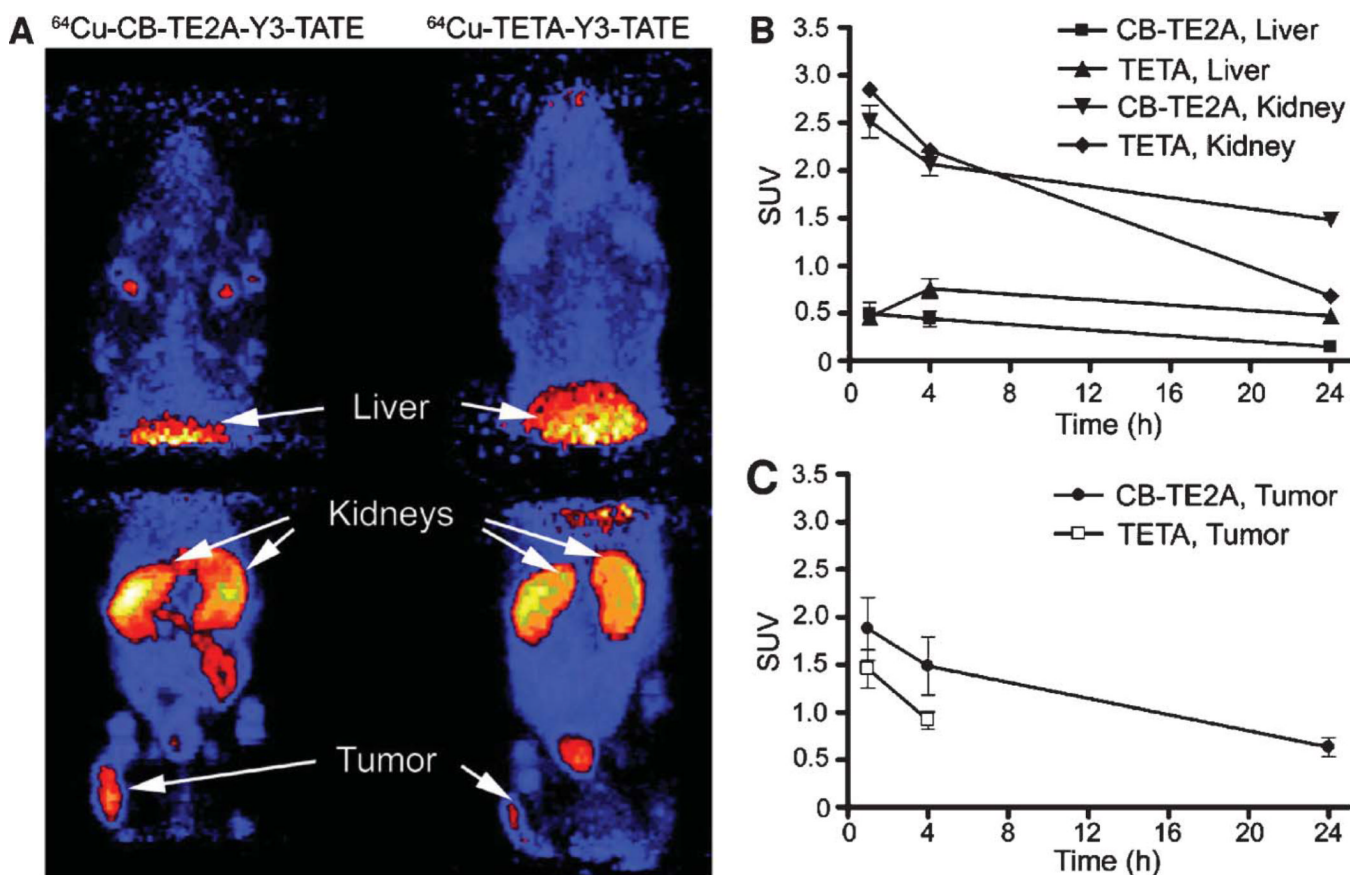 A
⁶⁴Cu-CB-TE2A-Y3-TATE
⁶⁴Cu-TETA-Y3-TATE
Liver
Kidneys
Tumor
B
CB-TE2A, Liver
TETA, Liver
CB-TE2A, Kidney
TETA, Kidney
3.5
3.0
2.5
2.0
1.5
1.0
0.5
0
SUV
0 4 8 12 16 20 24
Time (h)
C
CB-TE2A, Tumor
TETA, Tumor
3.5
3.0
2.5
2.0
1.5
1.0
0.5
0
SUV
0 4 8 12 16 20 24
Time (h)